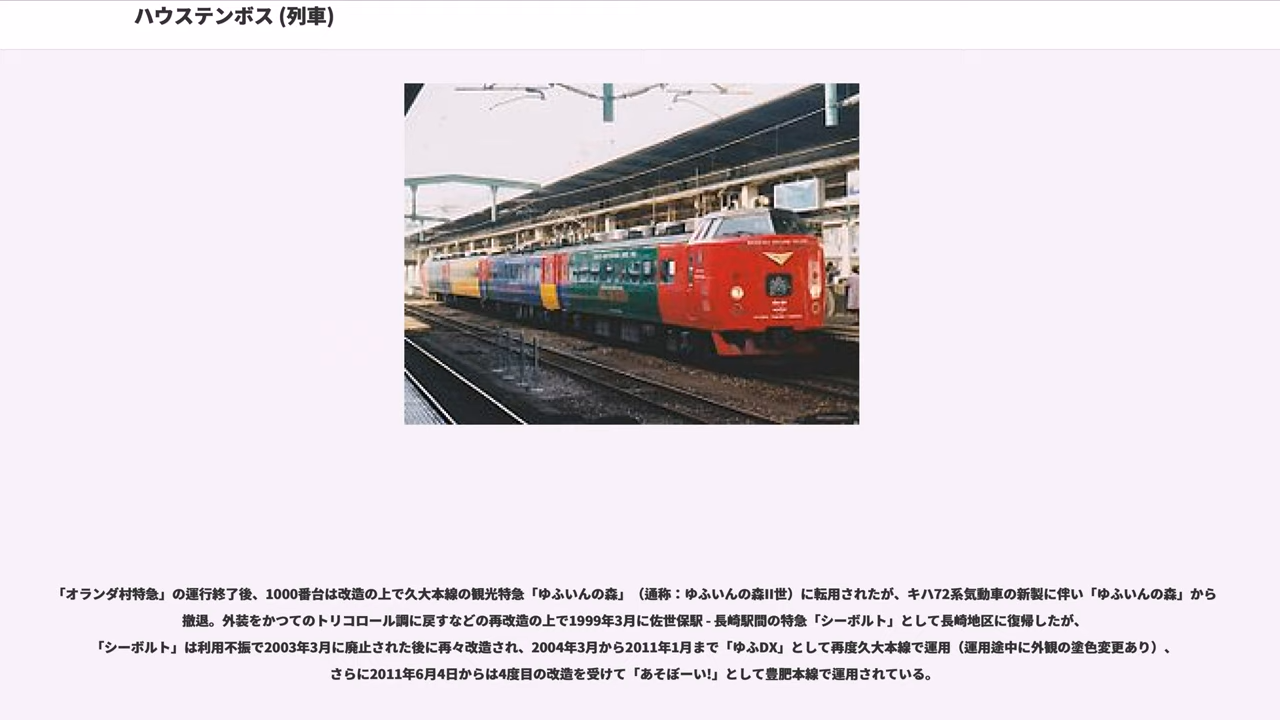 ハウステンボス (列車)
「オランダ村特急」の運行終了後、1000番台は改造の上で久大本線の観光特急「ゆふいんの森」（通称：ゆふいんの森II世）に転用されたが、キハ72系気動車の新製に伴い「ゆふいんの森」から
撤退。外装をかつてのトリコロール調に戻すなどの再改造の上で1999年3月に佐世保駅 - 長崎駅間の特急「シーボルト」として長崎地区に復帰したが、
「シーボルト」は利用不振で2003年3月に廃止された後に再々改造され、2004年3月から2011年1月まで「ゆふDX」として再度久大本線で運用（運用途中に外観の塗色変更あり）、
さらに2011年6月4日からは4度目の改造を受けて「あそぼーい!」として豊肥本線で運用されている。